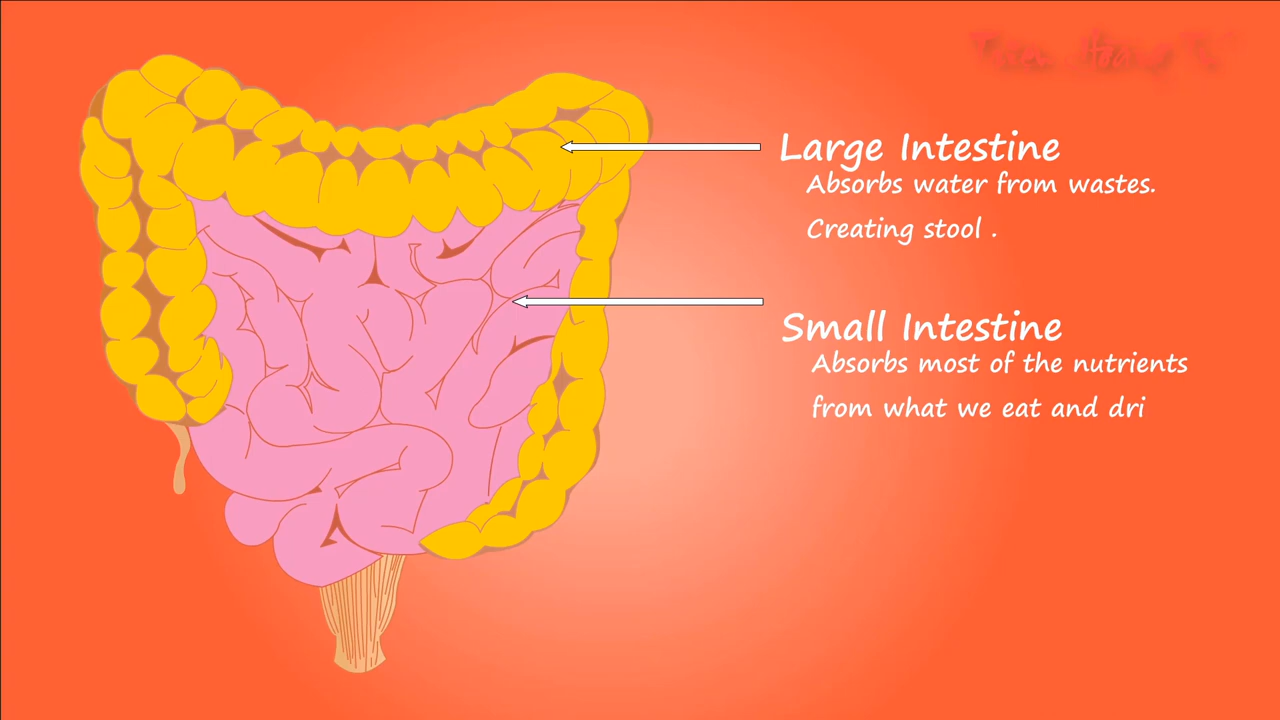 Large Intestine
Absorbs water from wastes.
Creating stool .
Small Intestine
Absorbs most of the nutrients
from what we eat and dri